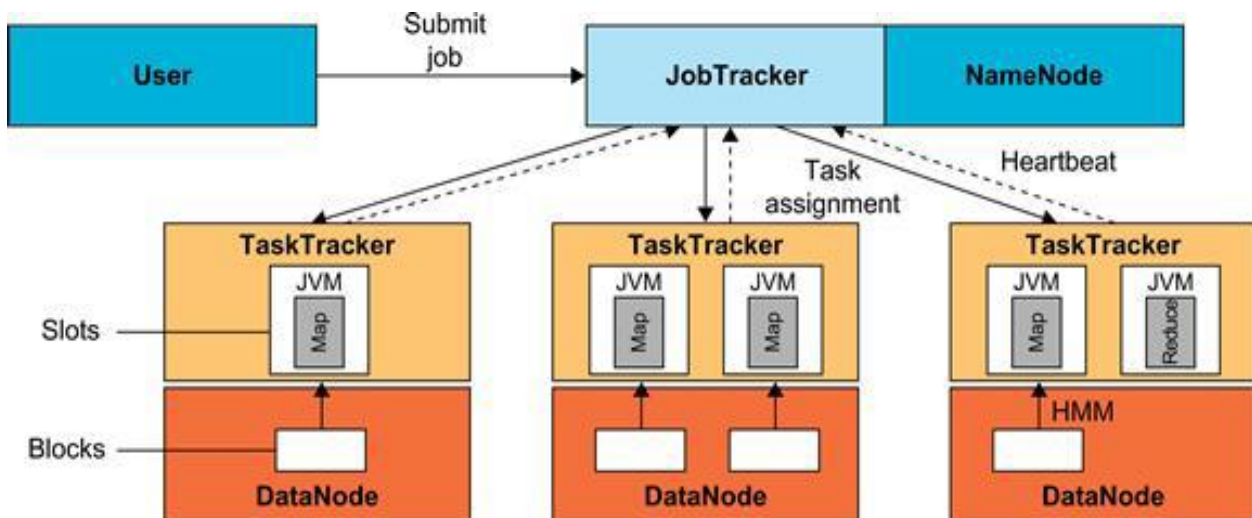 Submit
job
User
JobTracker
NameNode
Task
assignment
Heartbeat
TaskTracker
TaskTracker
TaskTracker
JVM
JVM
JVM
JVM
JVM
Map
Map
Map
Map
Reduce
Slots
HMM
Blocks
DataNode
DataNode
DataNode